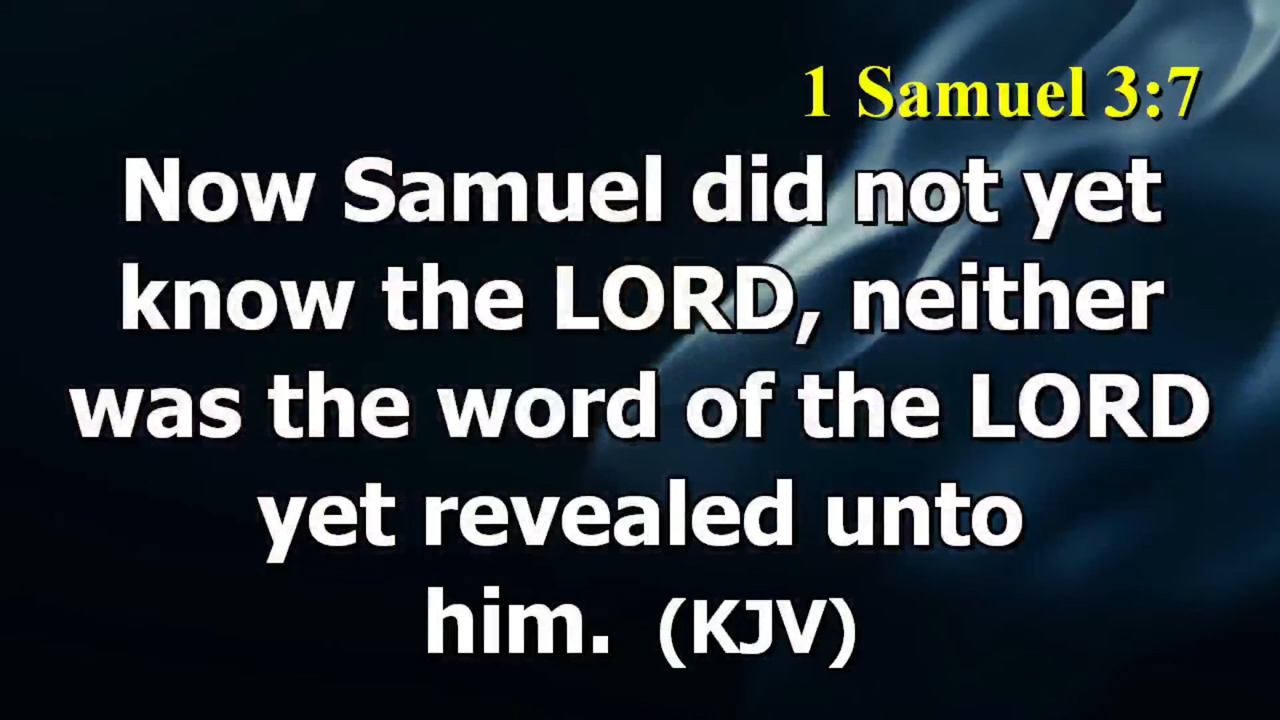 1 Samuel 3:7
Now Samuel did not yet
know the LORD, neither
was the word of the LORD
yet revealed unto
him. (KJV)